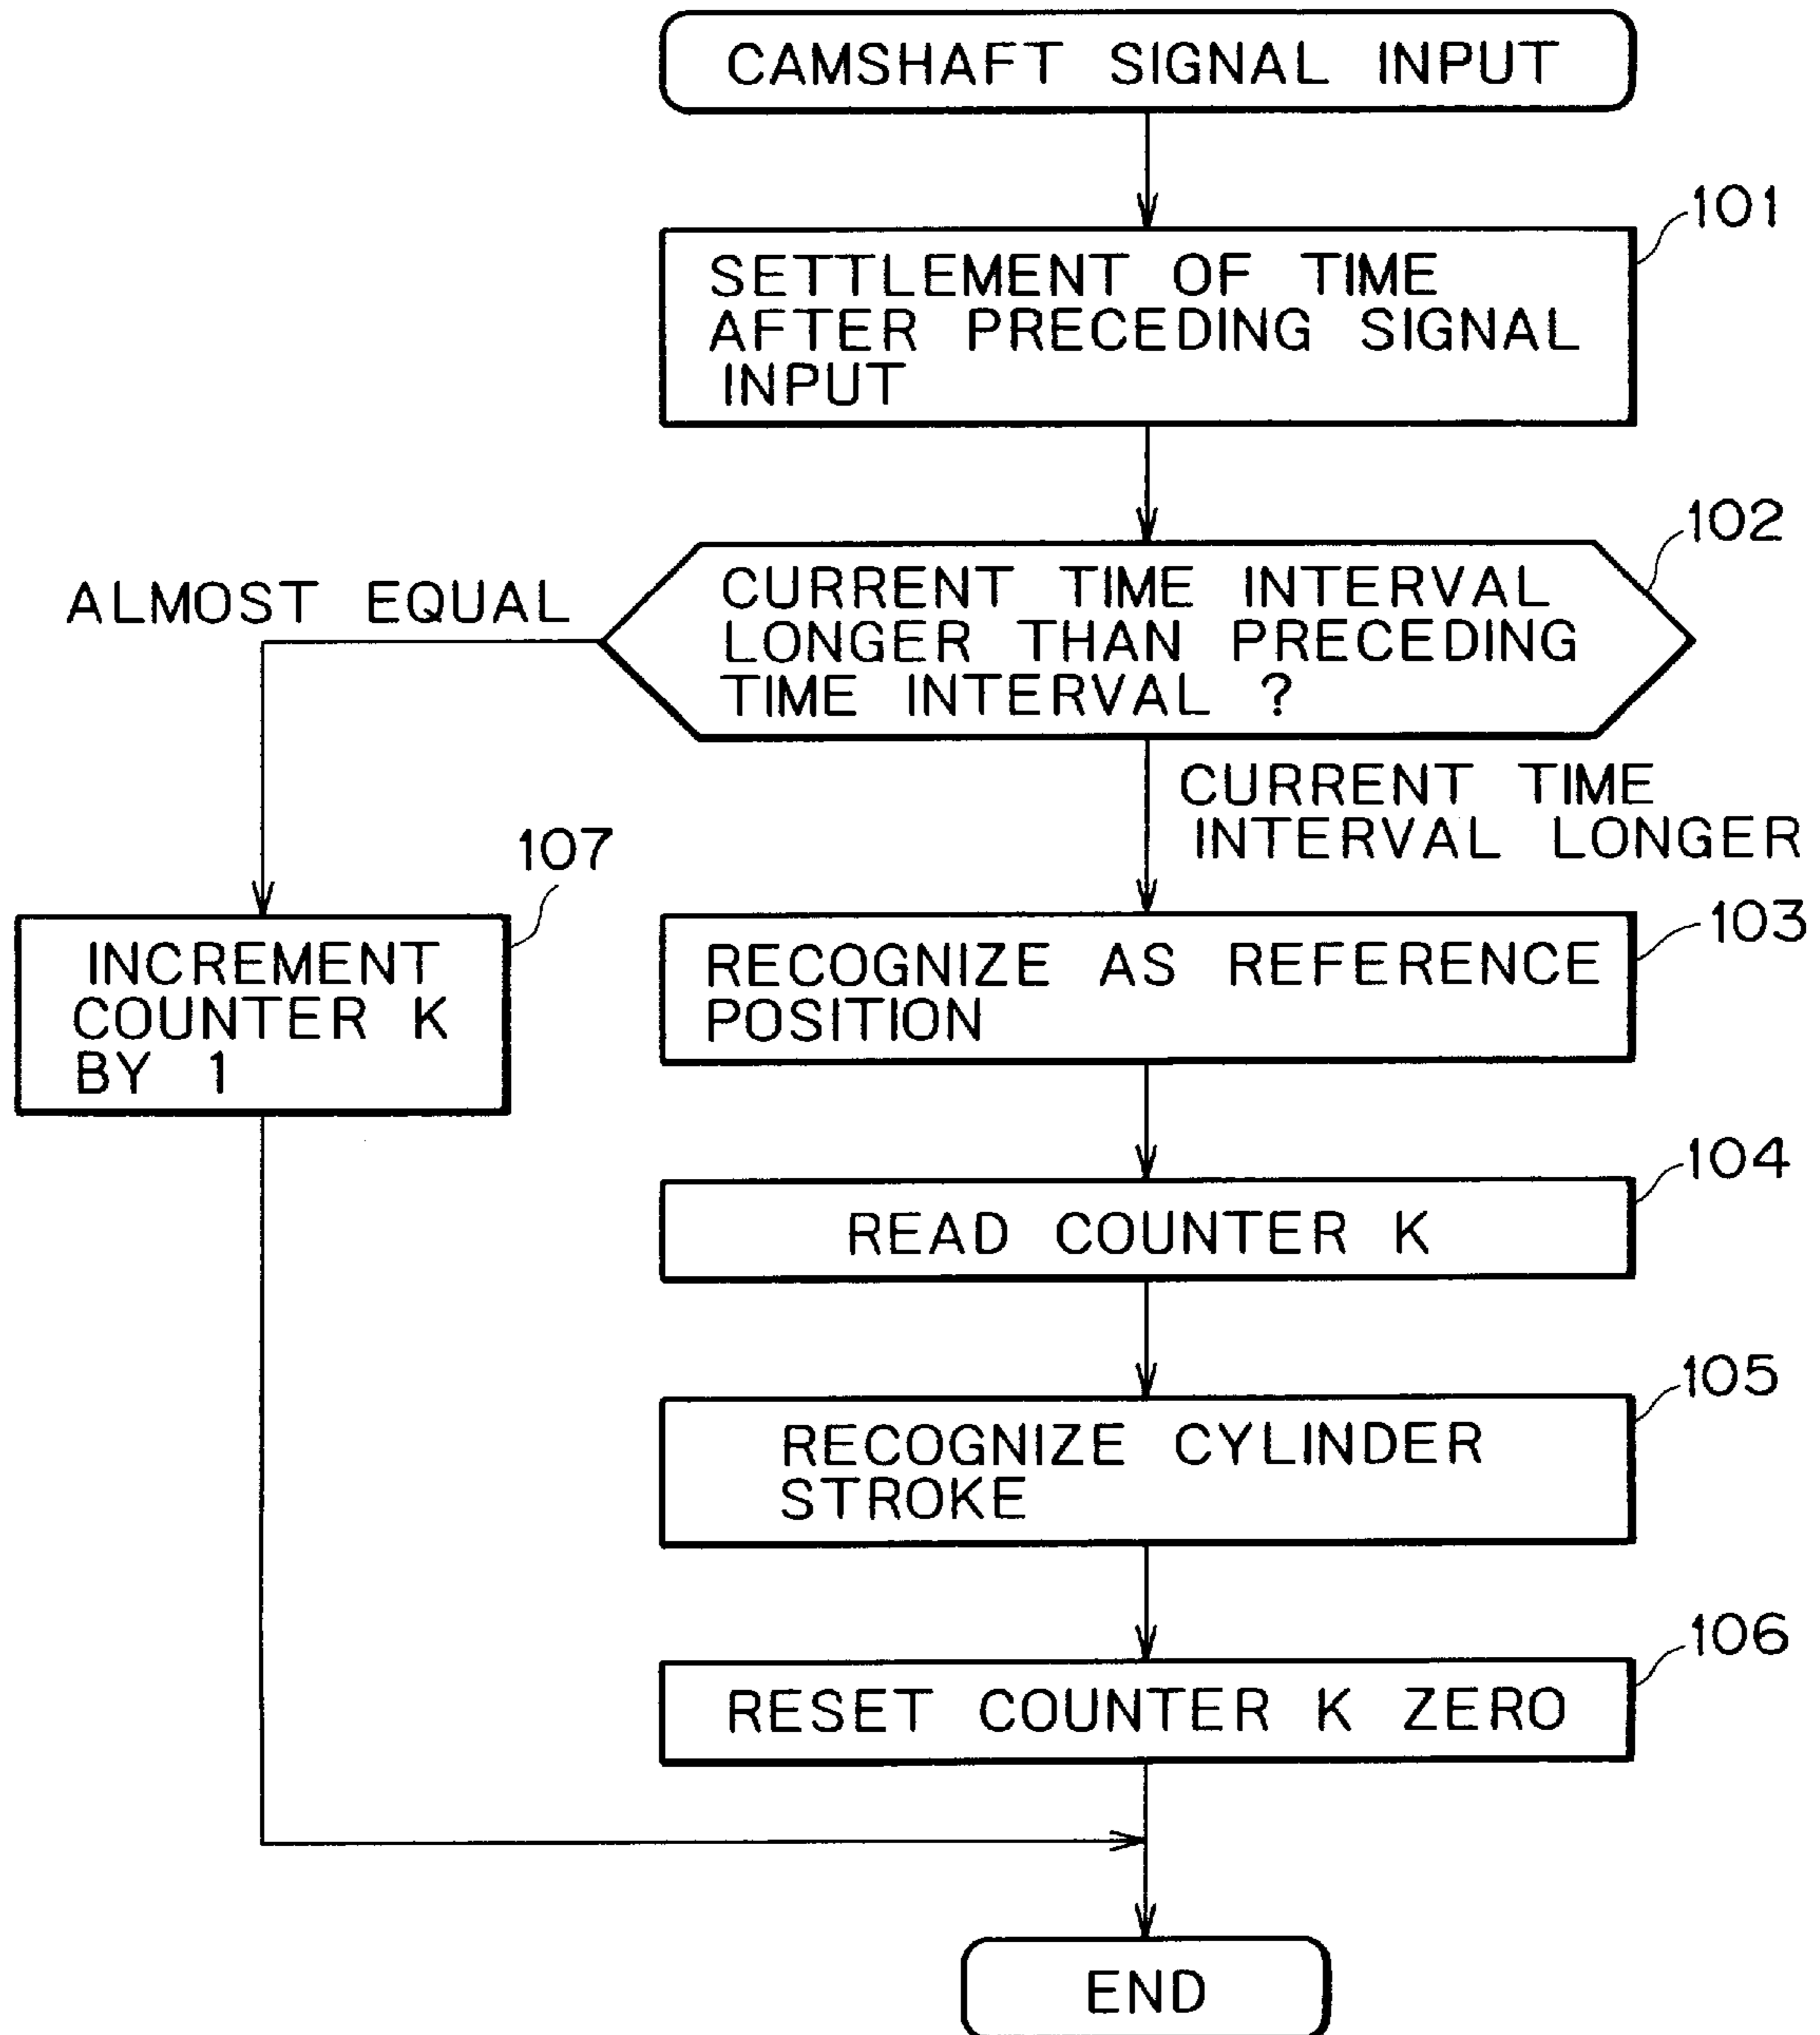 CAMSHAFT SIGNAL INPUT
101
SETTLEMENT OF TIME
AFTER PRECEDING SIGNAL
INPUT
102
ALMOST EQUAL
CURRENT TIME INTERVAL
LONGER THAN PRECEDING
TIME INTERVAL ?
CURRENT TIME
INTERVAL LONGER
107
INCREMENT
COUNTER K
BY 1
103
RECOGNIZE AS REFERENCE
POSITION
104
READ COUNTER K
105
RECOGNIZE CYLINDER
STROKE
106
RESET COUNTER K ZERO
END